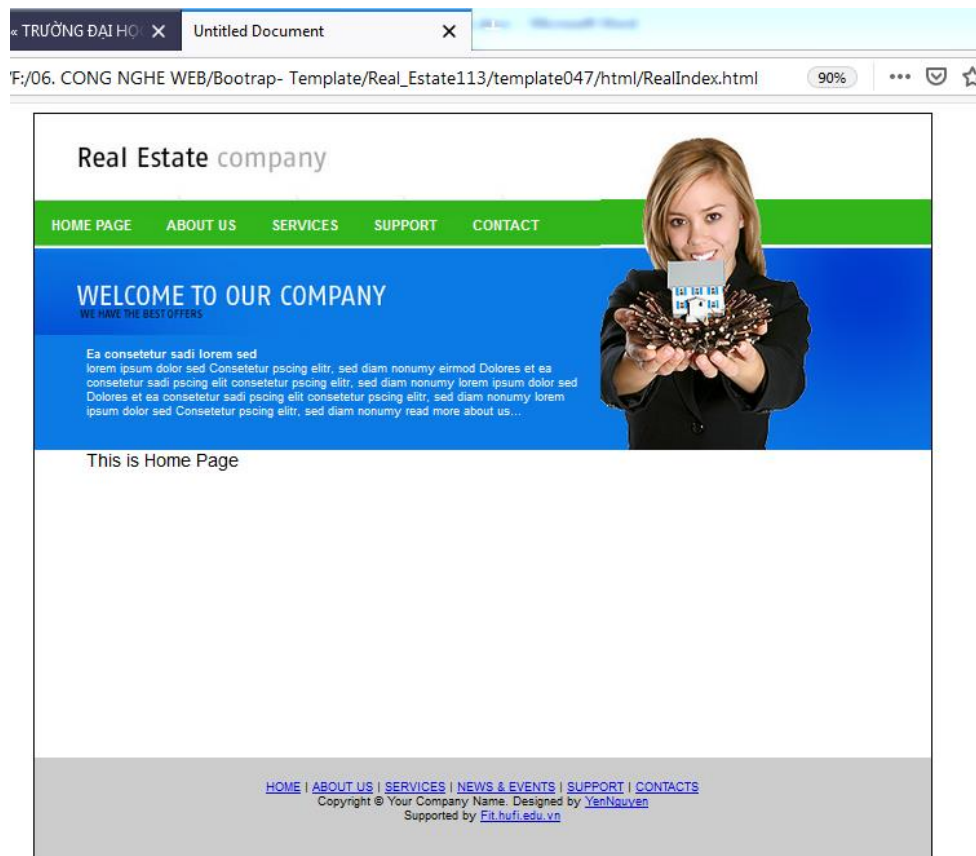 « TRƯỜNG ĐẠI HỌ
Untitled Document
Microsoft Word
/F:/06. CONG NGHE WEB/Bootrap- Template/Real_Estate113/template047/html/RealIndex.html
90%
Real Estate company
HOME PAGE ABOUT US SERVICES SUPPORT CONTACT
WELCOME TO OUR COMPANY
WE HAVE THE BEST OFFERS
Ea consetetur sadi lorem sed
lorem ipsum dolor sed Consetetur pscing elitr, sed diam nonumy eirmod Dolores et ea
consetetur sadi pscing elit consetetur pscing elitr, sed diam nonumy lorem ipsum dolor sed
Dolores et ea consetetur sadi pscing elit consetetur pscing elitr, sed diam nonumy lorem
ipsum dolor sed Consetetur pscing elitr, sed diam nonumy read more about us...
This is Home Page
HOME | ABOUT US | SERVICES | NEWS & EVENTS | SUPPORT | CONTACTS
Copyright © Your Company Name. Designed by YenNguyen
Supported by Fit.hufi.edu.vn